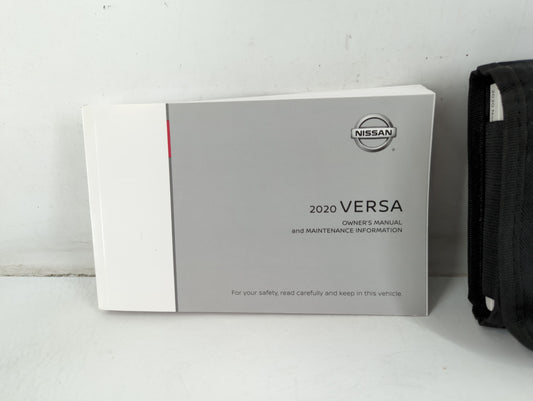 NISSAN
2020 VERSA
OWNER'S MANUAL
and MAINTENANCE INFORMATION
For your safety, read carefully and keep in this vehicle.